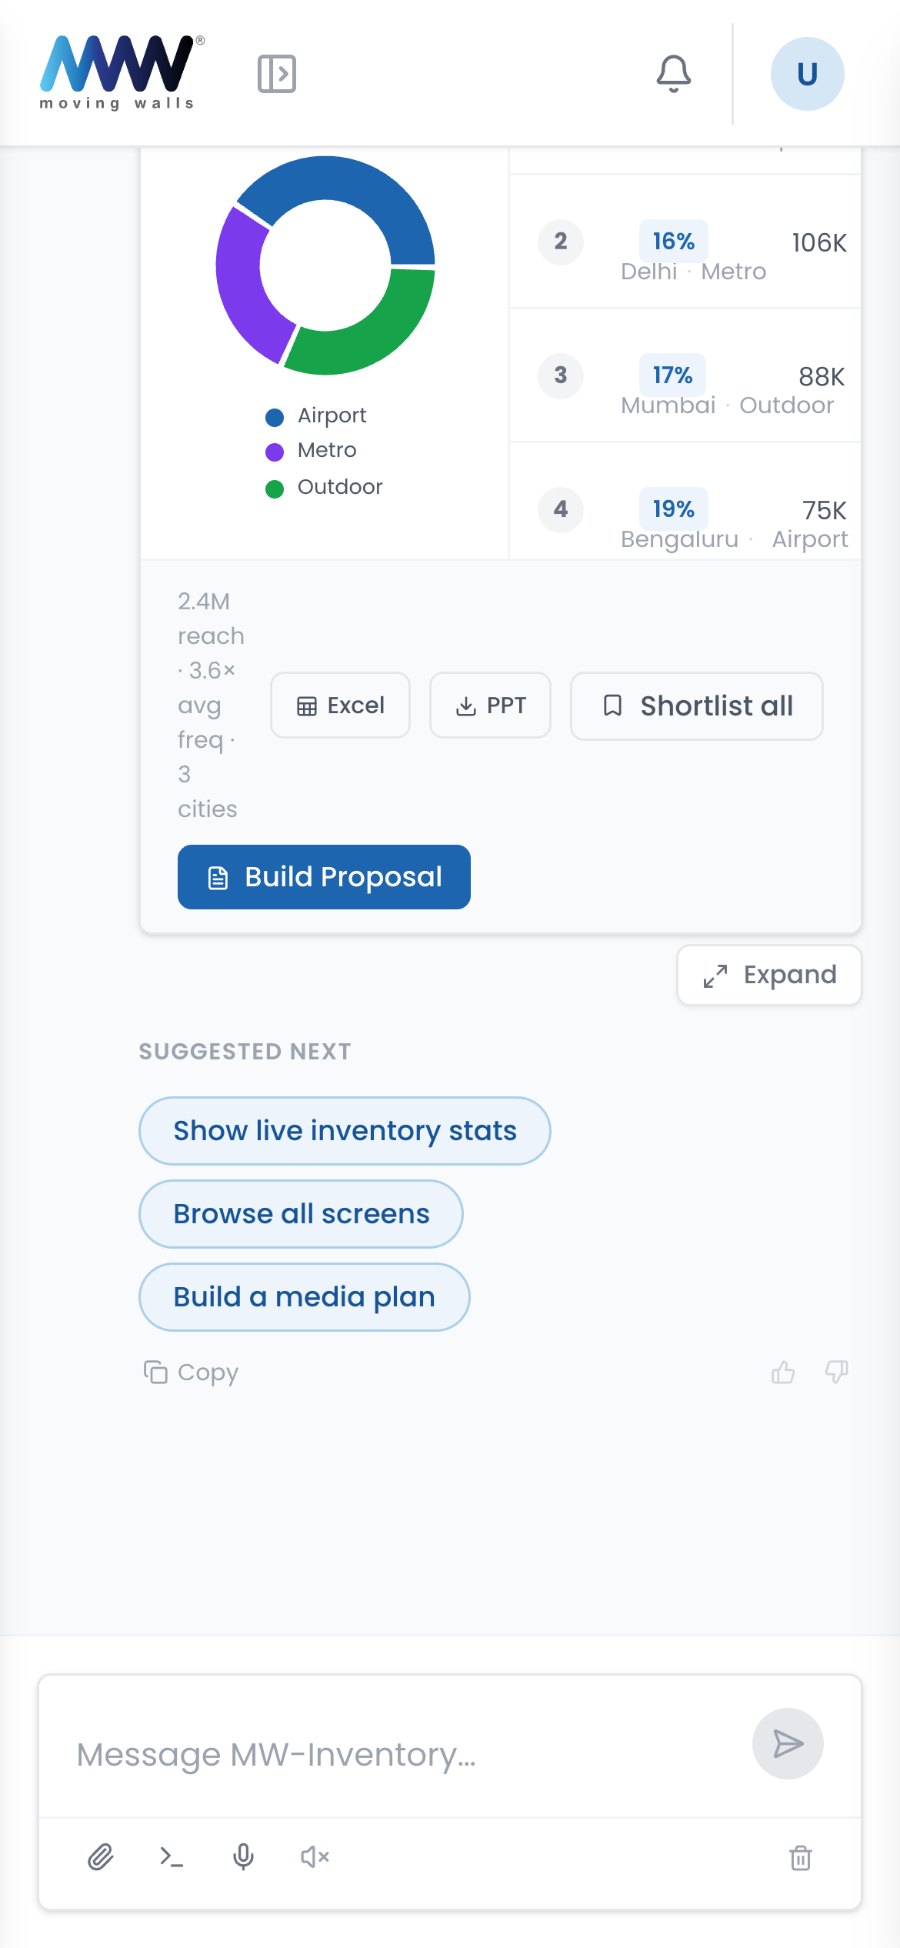 MW®
moving walls
U
2
16%
106K
Delhi · Metro
3
17%
88K
Mumbai · Outdoor
4
19%
75K
Bengaluru · Airport
Airport
Metro
Outdoor
2.4M
reach
· 3.6×
avg
freq ·
3
cities
Excel
PPT
Shortlist all
Build Proposal
Expand
SUGGESTED NEXT
Show live inventory stats
Browse all screens
Build a media plan
Copy
Message MW-Inventory...